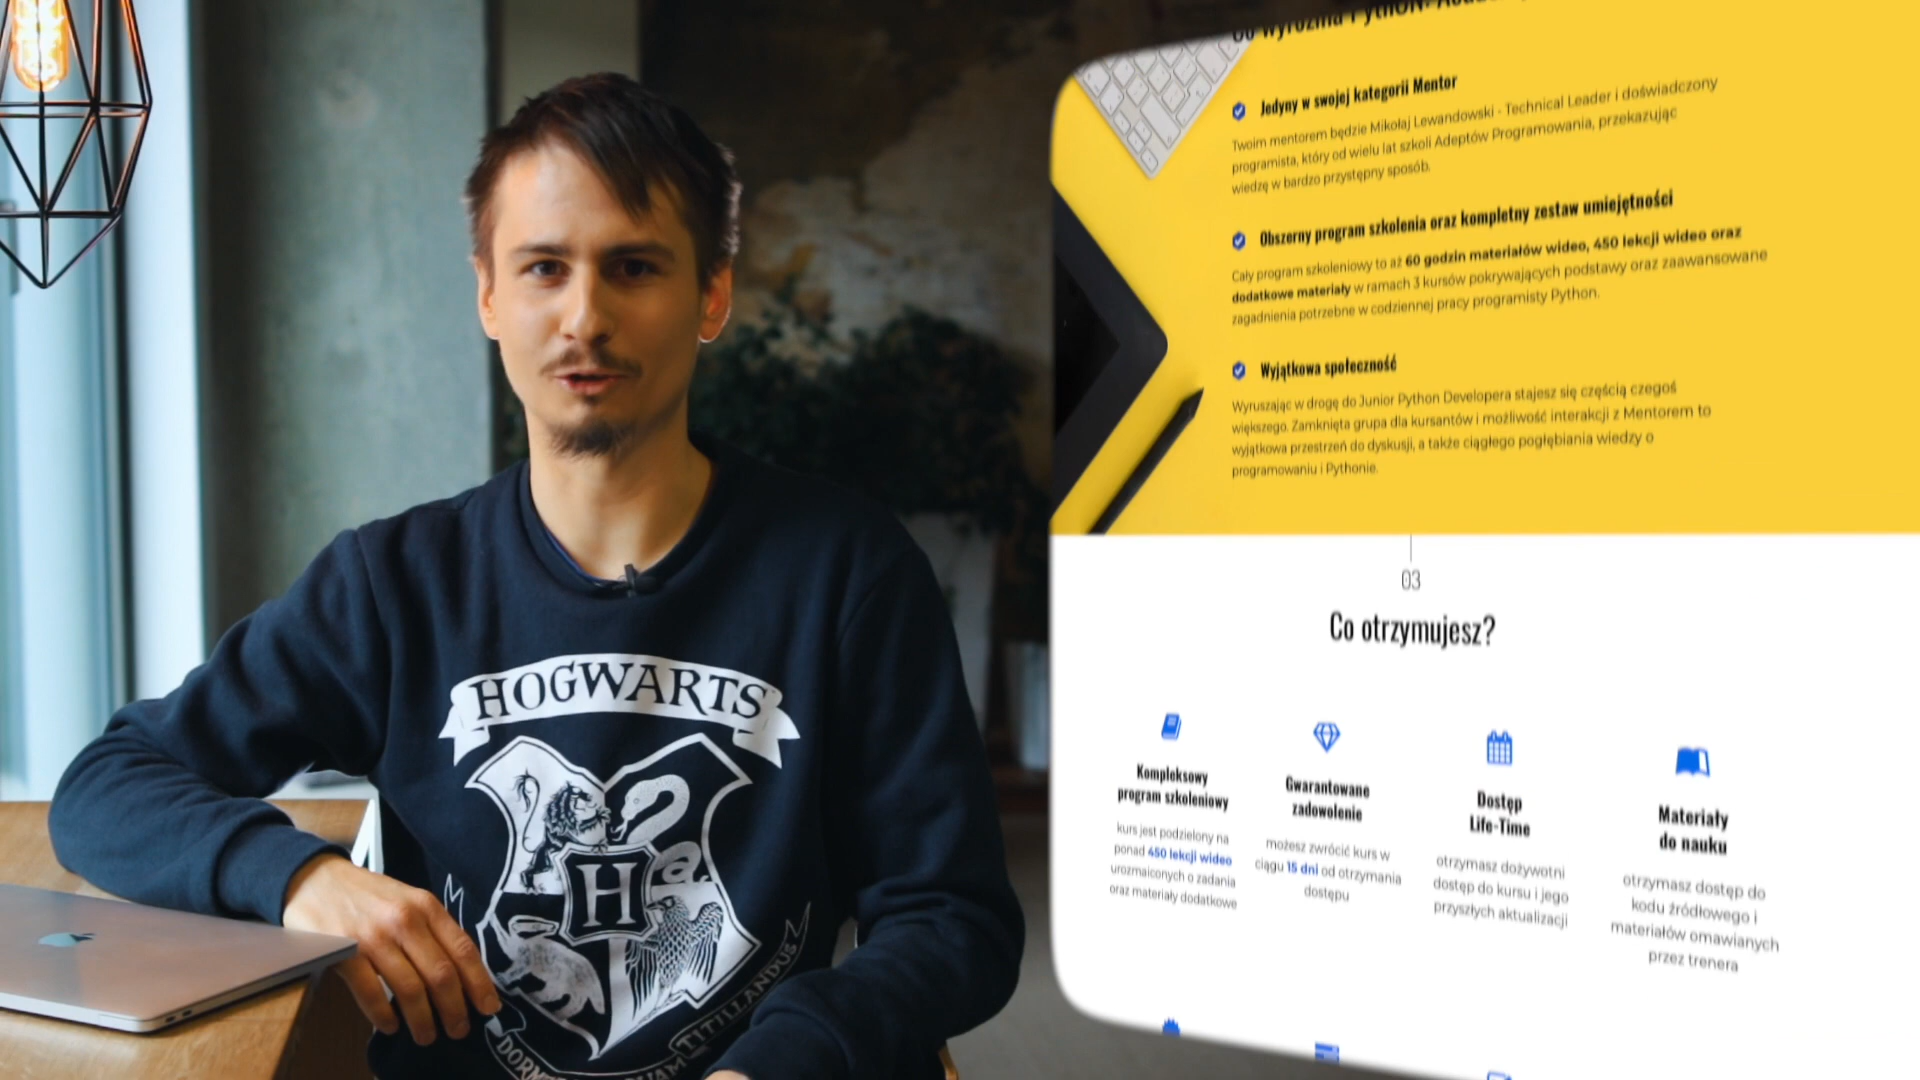 HOGWARTS
H
TITILLANDUS
Co wyróżnia
Jedyny w swojej kategorii Mentor
Twoim mentorem będzie Mikołaj Lewandowski - Technical Leader i doświadczony
programista, który od wielu lat szkoli Adeptów Programowania, przekazując
wiedzę w bardzo przystępny sposób.
Obszerny program szkolenia oraz kompletny zestaw umiejętności
Cały program szkoleniowy to aż 60 godzin materiałów wideo, 450 lekcji wideo oraz
dodatkowe materiały w ramach 3 kursów pokrywających podstawy oraz zaawansowane
zagadnienia potrzebne w codziennej pracy programisty Python.
Wyjątkowa społeczność
Wyruszając w drogę do Junior Python Developera stajesz się częścią czegoś
większego. Zamknięta grupa dla kursantów i możliwość interakcji z Mentorem to
wyjątkowa przestrzeń do dyskusji, a także ciągłego pogłębiania wiedzy o
programowaniu i Pythonie.
03
Co otrzymujesz?
Kompleksowy
program szkoleniowy
kurs jest podzielony na
ponad 450 lekcji wideo
urozmaiconych o zadania
oraz materiały dodatkowe
Gwarantowane
zadowolenie
możesz zwrócić kurs w
ciągu 15 dni od otrzymania
dostępu
Dostęp
Life-Time
otrzymasz dożywotni
dostęp do kursu i jego
przyszłych aktualizacji
Materiały
do nauku
otrzymasz dostęp do
kodu źródłowego i
materiałów omawianych
przez trenera